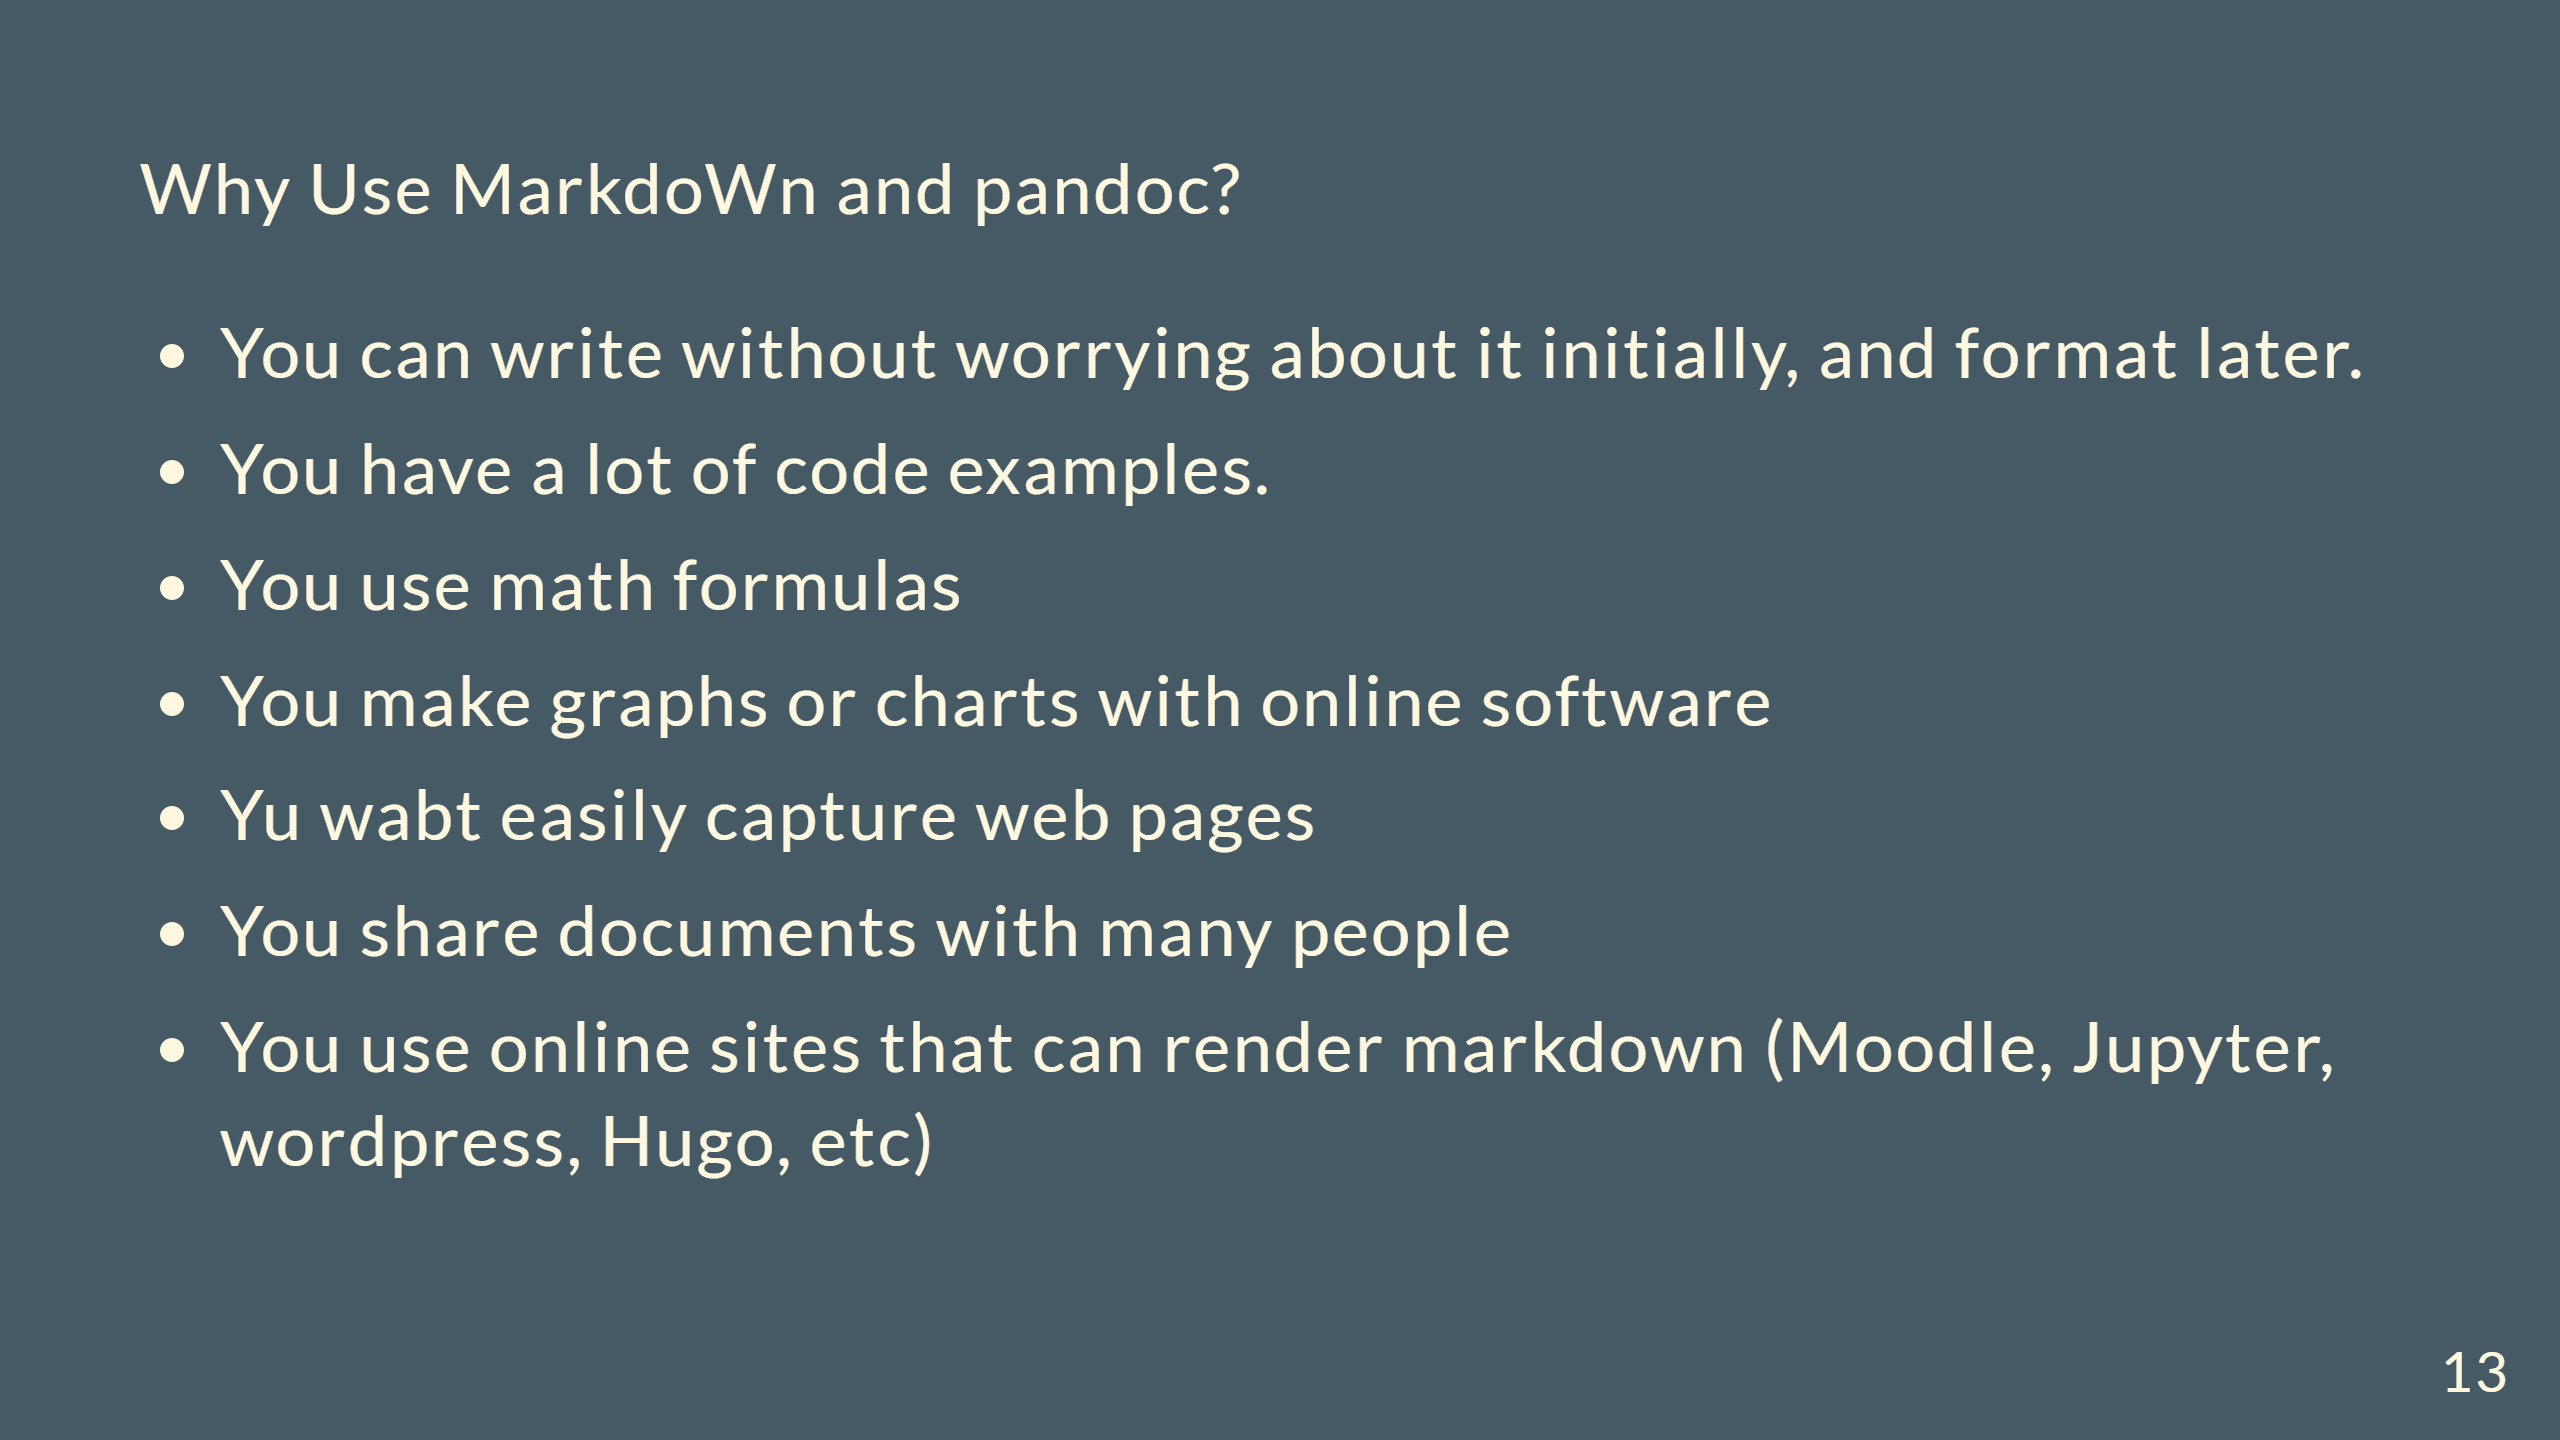 Why Use MarkdoWn and pandoc?
• You can write without worrying about it initially, and format later.
• You have a lot of code examples.
• You use math formulas
• You make graphs or charts with online software
• Yu wabt easily capture web pages
• You share documents with many people
• You use online sites that can render markdown (Moodle, Jupyter,
wordpress, Hugo, etc)
13